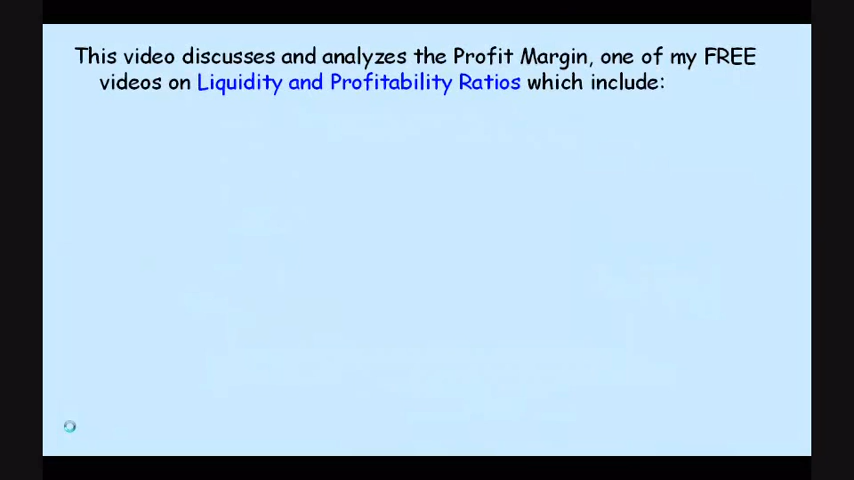 This video discusses and analyzes the Profit Margin, one of my FREE
videos on Liquidity and Profitability Ratios which include: